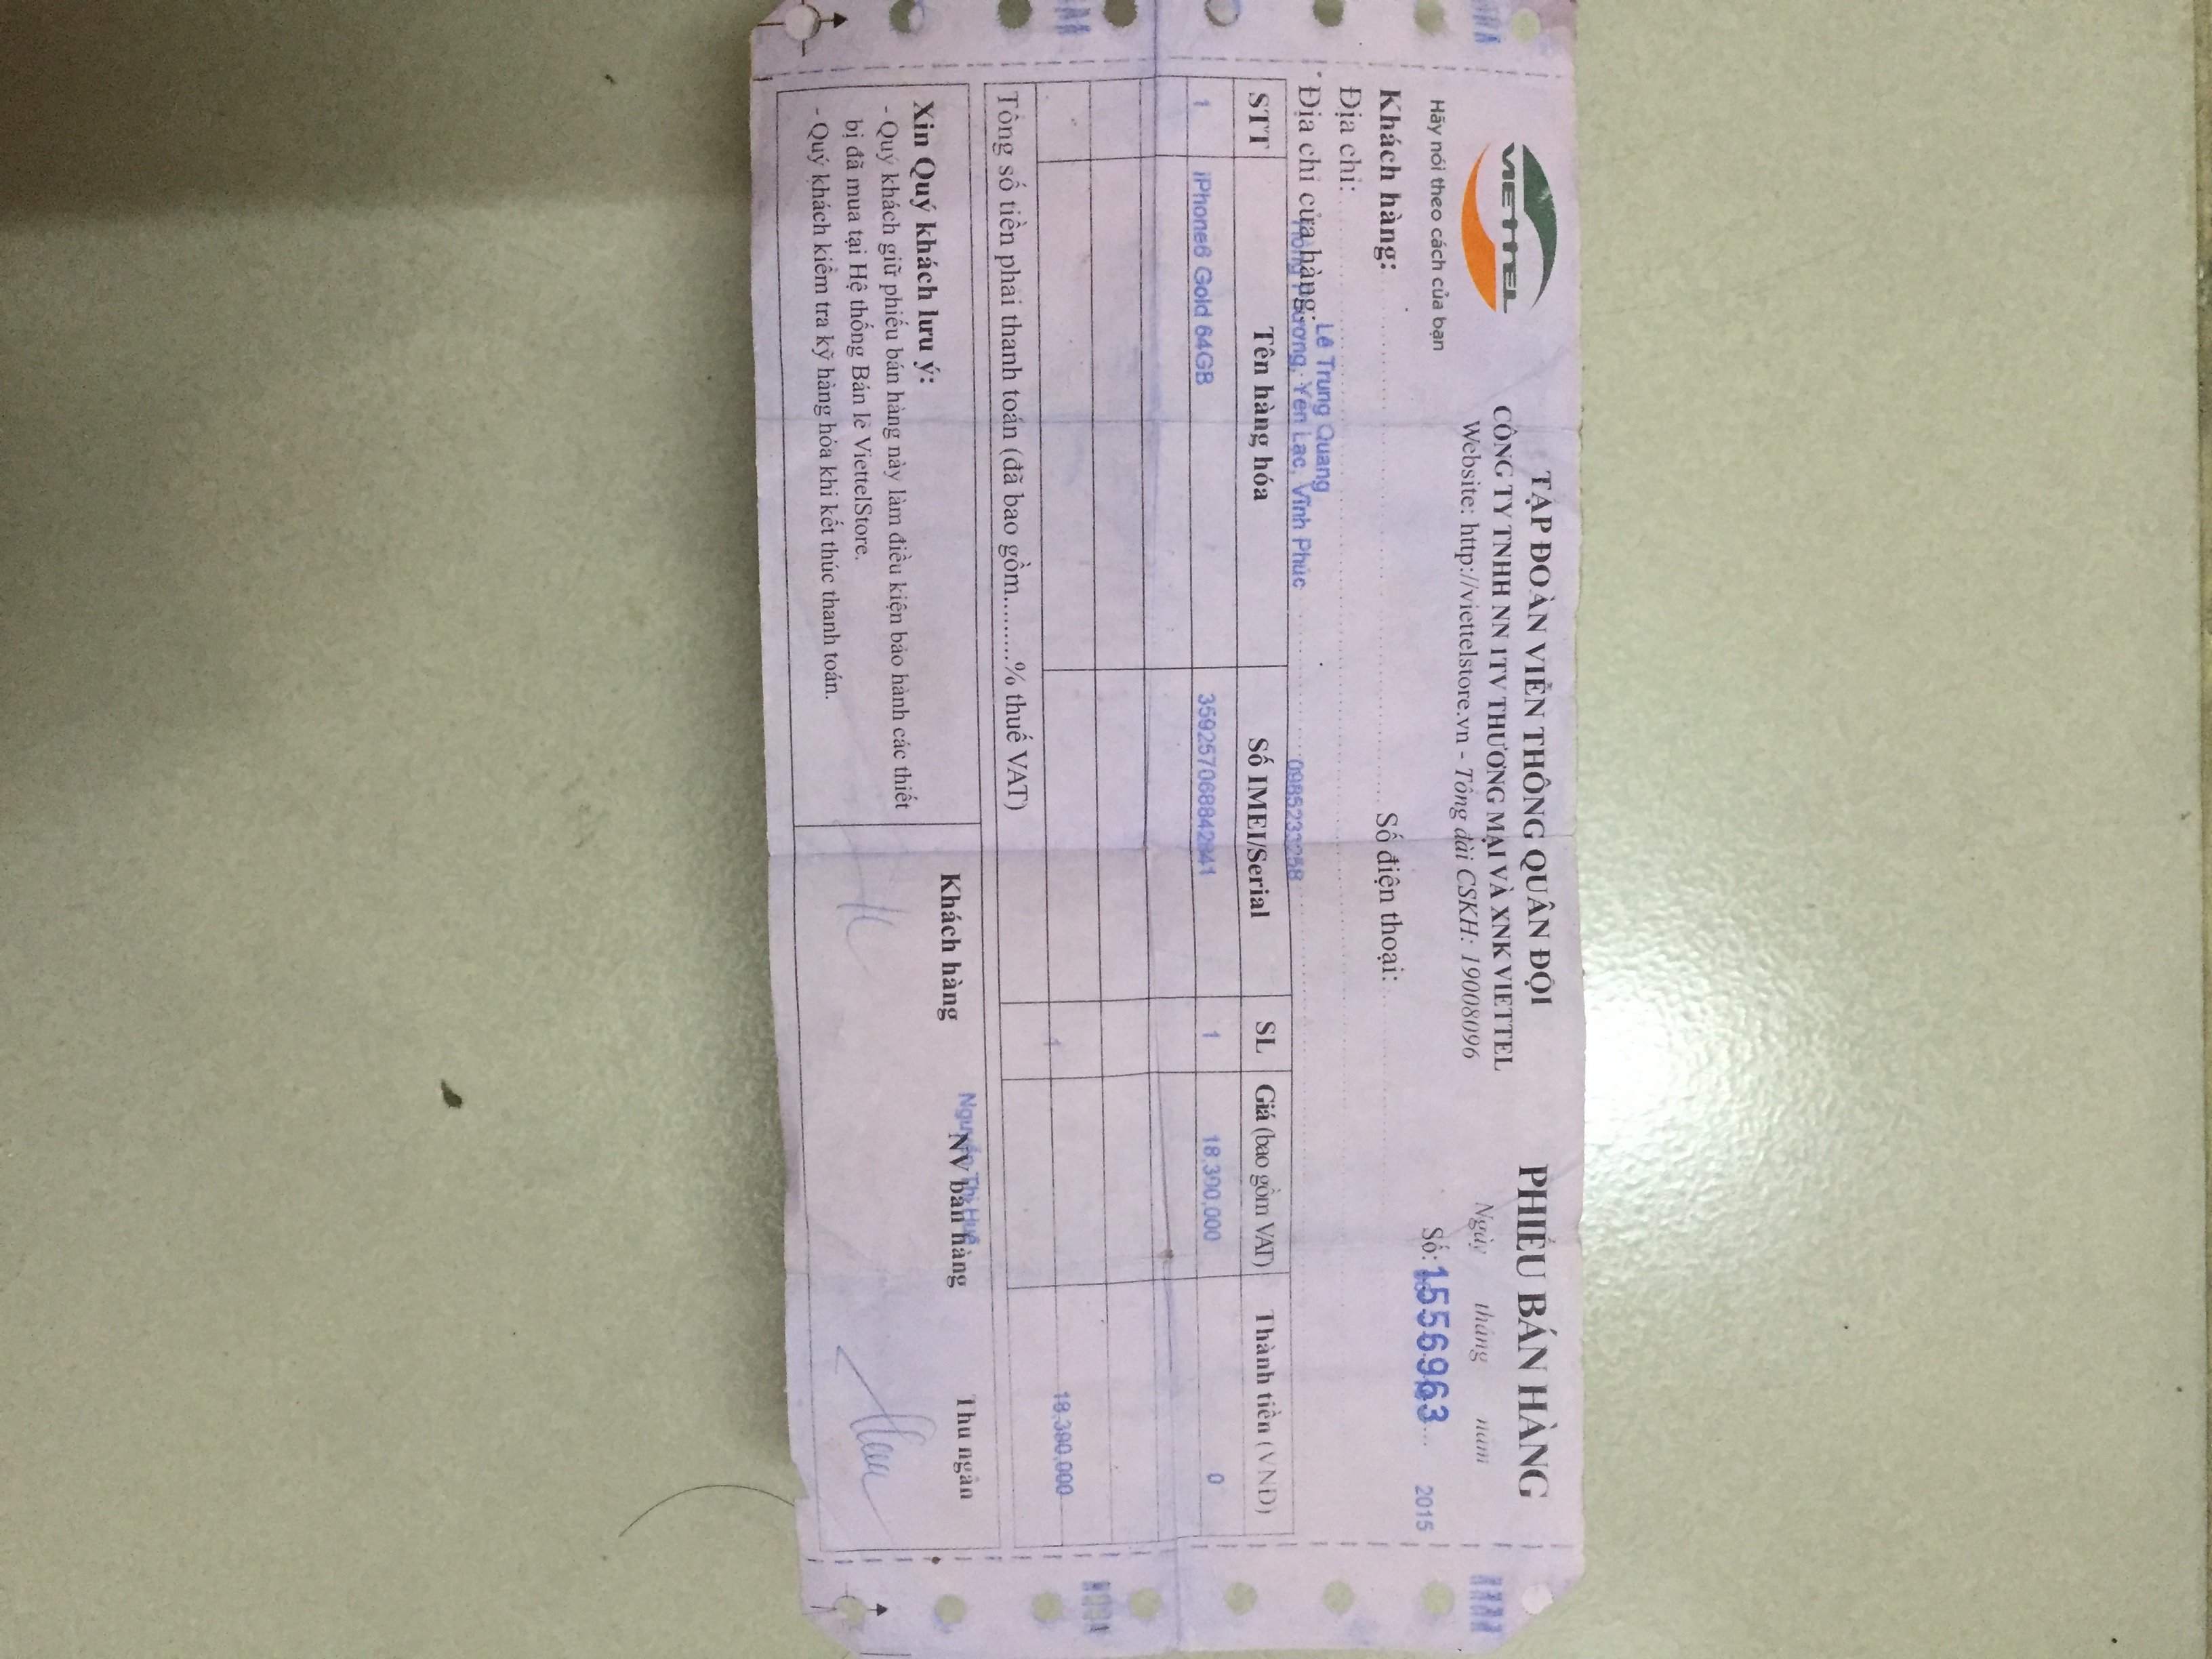 VIETTEL
Hãy nói theo cách của bạn
TẬP ĐOÀN VIỄN THÔNG QUÂN ĐỘI
CÔNG TY TNHH NN 1TV THƯƠNG MẠI VÀ XNK VIETTEL
Website: http://viettelstore.vn - Tổng đài CSKH: 19008096
PHIẾU BÁN HÀNG
Ngày tháng năm
Số: 1556963 2015
Khách hàng: Số điện thoại:
Địa chỉ:
Lê Trung Quang
Địa chỉ cửa hàng:
Yên Lạc, Vĩnh Phúc 0985233258
STT Tên hàng hóa Số IMEI/Serial SL Giá (bao gồm VAT) Thành tiền (VNĐ)
1 iPhone6 Gold 64GB 359257068842841 1 18,390,000 0
1 18,390,000
Tổng số tiền phải thanh toán (đã bao gồm.........% thuế VAT)
Xin Quý khách lưu ý:
- Quý khách giữ phiếu bán hàng này làm điều kiện bảo hành các thiết
bị đã mua tại Hệ thống Bán lẻ ViettelStore.
- Quý khách kiểm tra kỹ hàng hóa khi kết thúc thanh toán.
Khách hàng NV bán hàng Thu ngân
Nguyễn Thị Huế